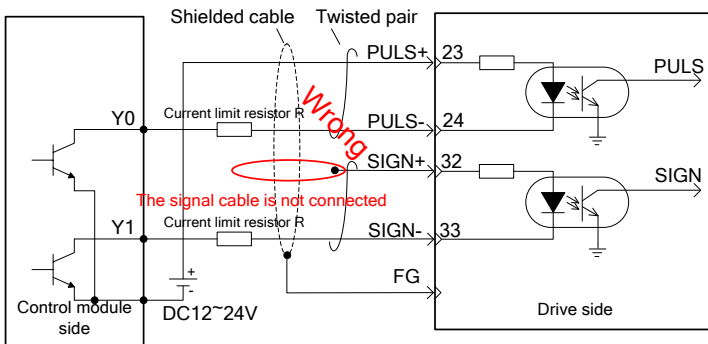 Shielded cable
Twisted pair
PULS+
23
PULS
Y0
Current limit resistor R
PULS-
24
Wrong
SIGN+
32
The signal cable is not connected
SIGN
Y1
Current limit resistor R
SIGN-
33
+
-
FG
Control module
side
DC12~24V
Drive side